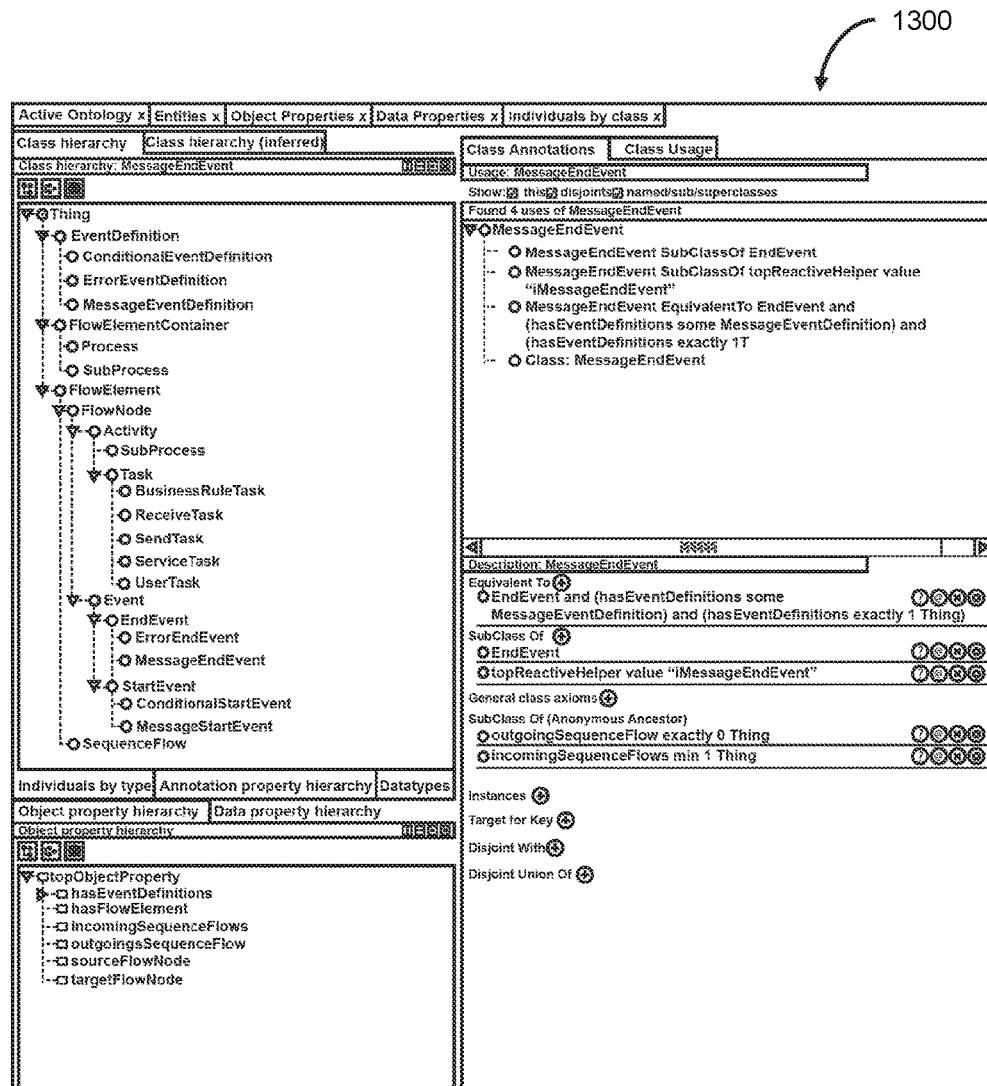 1300
Active Ontology x Entities x Object Properties x Data Properties x Individuals by class x
Class hierarchy Class hierarchy (inferred)
Class hierarchy: MessageEndEvent
Thing
EventDefinition
ConditionalEventDefinition
ErrorEventDefinition
MessageEventDefinition
FlowElementContainer
Process
SubProcess
FlowElement
FlowNode
Activity
SubProcess
Task
BusinessRuleTask
ReceiveTask
SendTask
ServiceTask
UserTask
Event
EndEvent
ErrorEndEvent
MessageEndEvent
StartEvent
ConditionalStartEvent
MessageStartEvent
SequenceFlow
Individuals by type Annotation property hierarchy Datatypes
Object property hierarchy Data property hierarchy
Object property hierarchy
topObjectProperty
hasEventDefinitions
hasFlowElement
incomingSequenceFlows
outgoingsSequenceFlow
sourceFlowNode
targetFlowNode
Class Annotations Class Usage
Usage: MessageEndEvent
Show: this disjoints named/sub/superclasses
Found 4 uses of MessageEndEvent
MessageEndEvent
MessageEndEvent SubClassOf EndEvent
MessageEndEvent SubClassOf topReactiveHelper value
“iMessageEndEvent”
MessageEndEvent EquivalentTo EndEvent and
(hasEventDefinitions some MessageEventDefinition) and
(hasEventDefinitions exactly 1T
Class: MessageEndEvent
Description: MessageEndEvent
Equivalent To
EndEvent and (hasEventDefinitions some
MessageEventDefinition) and (hasEventDefinitions exactly 1 Thing)
SubClass Of
EndEvent
topReactiveHelper value “iMessageEndEvent”
General class axioms
SubClass Of (Anonymous Ancestor)
outgoingSequenceFlow exactly 0 Thing
incomingSequenceFlows min 1 Thing
Instances
Target for Key
Disjoint With
Disjoint Union Of